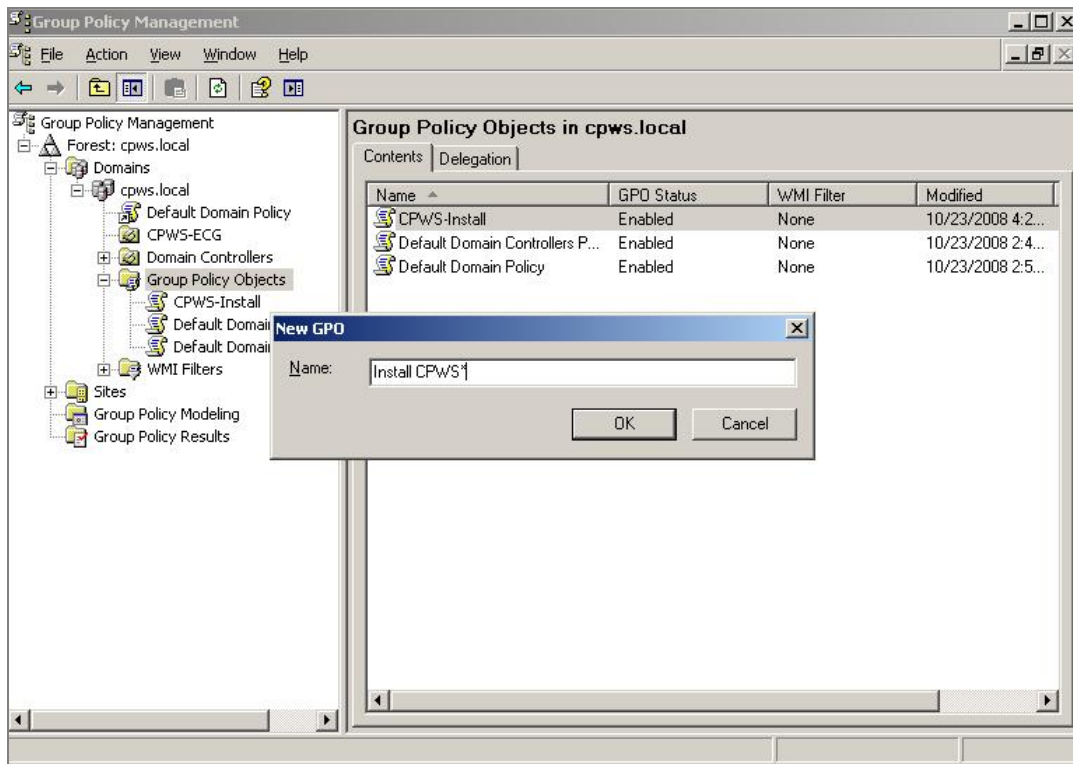 Group Policy Management
File Action View Window Help
Group Policy Management
Forest: cpws.local
Domains
cpws.local
Default Domain Policy
CPWS-ECG
Domain Controllers
Group Policy Objects
CPWS-Install
Default Domai
Default Domai
WMI Filters
Sites
Group Policy Modeling
Group Policy Results
Group Policy Objects in cpws.local
Contents Delegation
Name GPO Status WMI Filter Modified
CPWS-Install Enabled None 10/23/2008 4:2...
Default Domain Controllers P... Enabled None 10/23/2008 2:4...
Default Domain Policy Enabled None 10/23/2008 2:5...
New GPO
Name: Install CPWS*
OK Cancel